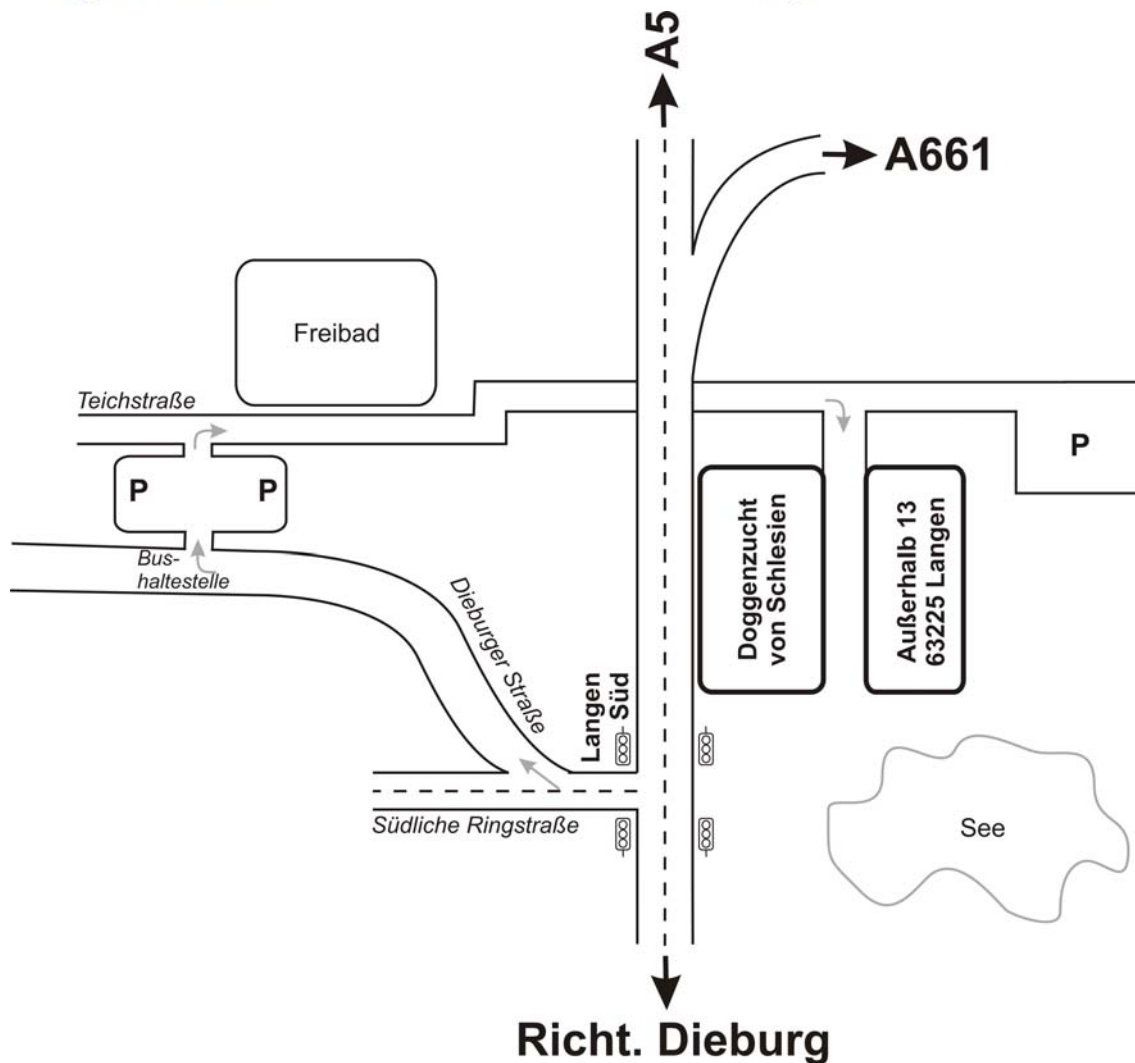 A5
A661
Freibad
Teichstraße
P
P
P
Bus-
haltestelle
Dieburger Straße
Doggenzucht
von Schlesien
Außerhalb 13
63225 Langen
Langen
Süd
Südliche Ringstraße
See
Richt. Dieburg